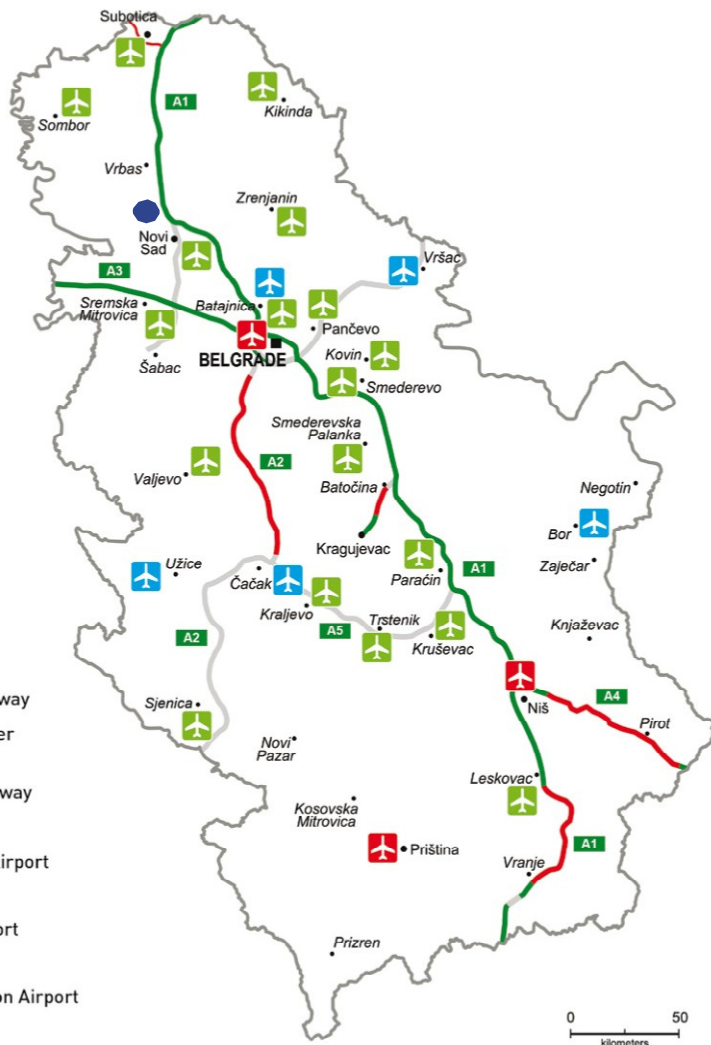 Subotica
A1
Kikinda
Sombor
Vrbas
Zrenjanin
Novi
Sad
Vršac
A3
Sremska
Mitrovica
Batajnica
Pančevo
BELGRADE
Kovin
Šabac
Smederevo
Smederevska
Palanka
A2
Valjevo
Batočina
Negotin
Bor
Kragujevac
Zaječar
Užice
Čačak
Paraćin
A1
Kraljevo
A5
Trstenik
Kruševac
Knjaževac
A2
Sjenica
Niš
A4
Pirot
Novi
Pazar
Leskovac
Kosovska
Mitrovica
Priština
A1
Vranje
Prizren
way
er
way
Airport
ort
on Airport
0 50
kilometers